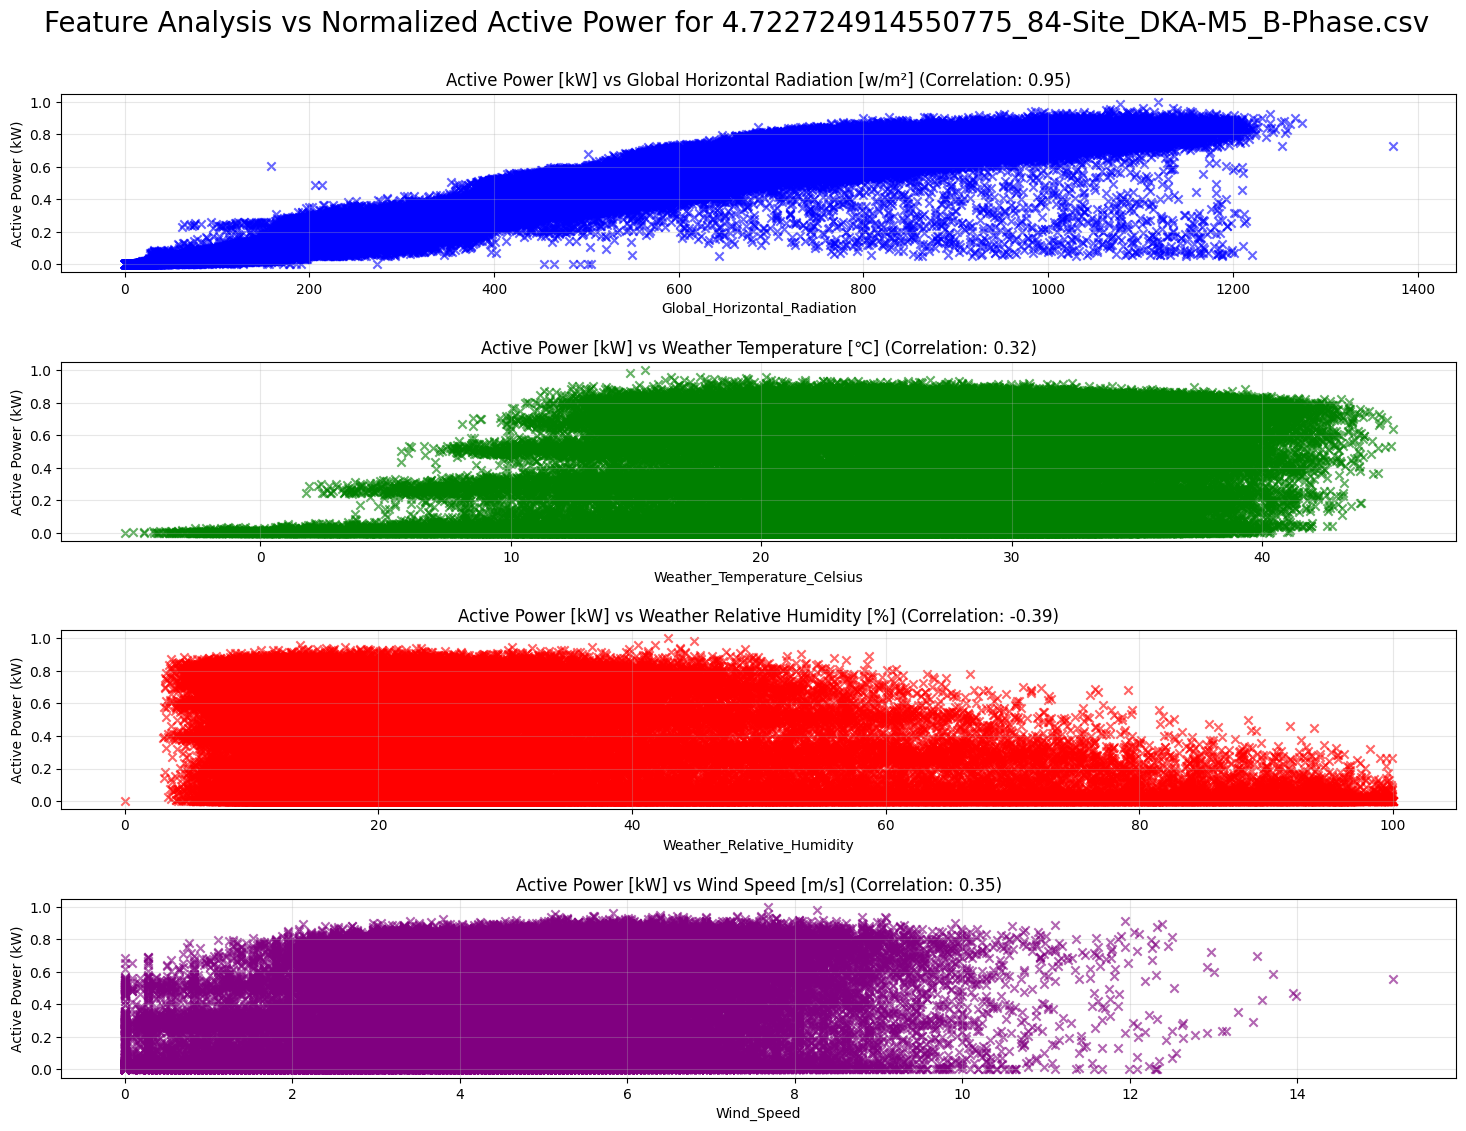 Feature Analysis vs Normalized Active Power for 4.722724914550775_84-Site_DKA-M5_B-Phase.csv
Active Power [kW] vs Global Horizontal Radiation [w/m²] (Correlation: 0.95)
1.0
0.8
0.6
0.4
0.2
0.0
Active Power (kW)
0 200 400 600 800 1000 1200 1400
Global_Horizontal_Radiation
Active Power [kW] vs Weather Temperature [℃] (Correlation: 0.32)
1.0
0.8
0.6
0.4
0.2
0.0
Active Power (kW)
0 10 20 30 40
Weather_Temperature_Celsius
Active Power [kW] vs Weather Relative Humidity [%] (Correlation: -0.39)
1.0
0.8
0.6
0.4
0.2
0.0
Active Power (kW)
0 20 40 60 80 100
Weather_Relative_Humidity
Active Power [kW] vs Wind Speed [m/s] (Correlation: 0.35)
1.0
0.8
0.6
0.4
0.2
0.0
Active Power (kW)
0 2 4 6 8 10 12 14
Wind_Speed